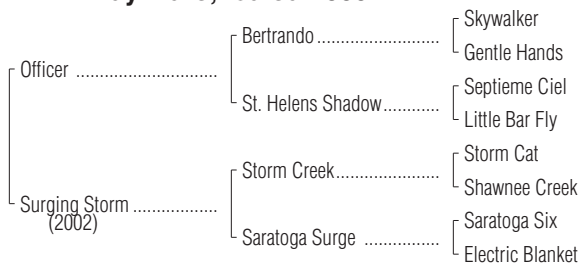 Skywalker
Bertrando
Gentle Hands
Officer
Septieme Ciel
St. Helens Shadow
Little Bar Fly
Storm Cat
Storm Creek
Shawnee Creek
Surging Storm
(2002)
Saratoga Six
Saratoga Surge
Electric Blanket